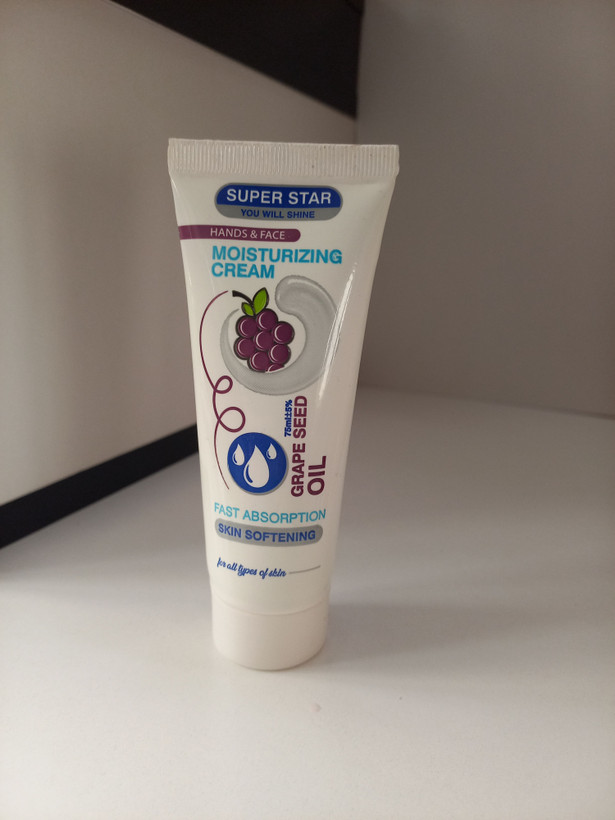 SUPER STAR
YOU WILL SHINE
HANDS & FACE
MOISTURIZING
CREAM
75ml±5%
GRAPE SEED
OIL
FAST ABSORPTION
SKIN SOFTENING
for all types of skin